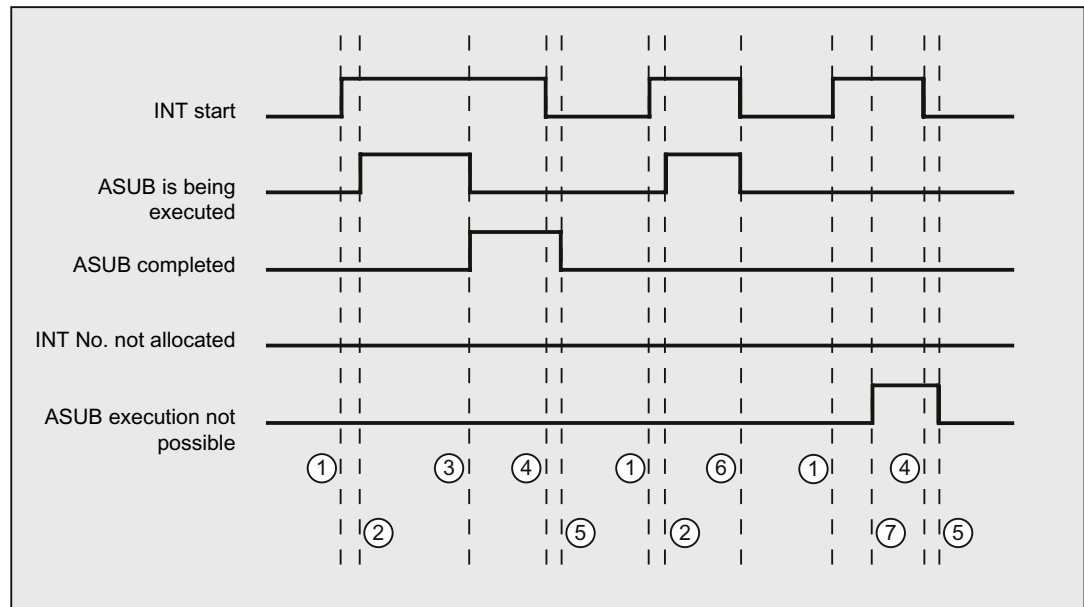 INT start
ASUB is being
executed
ASUB completed
INT No. not allocated
ASUB execution not
possible
① ③ ④ ① ⑥ ① ④
② ⑤ ② ⑦ ⑤